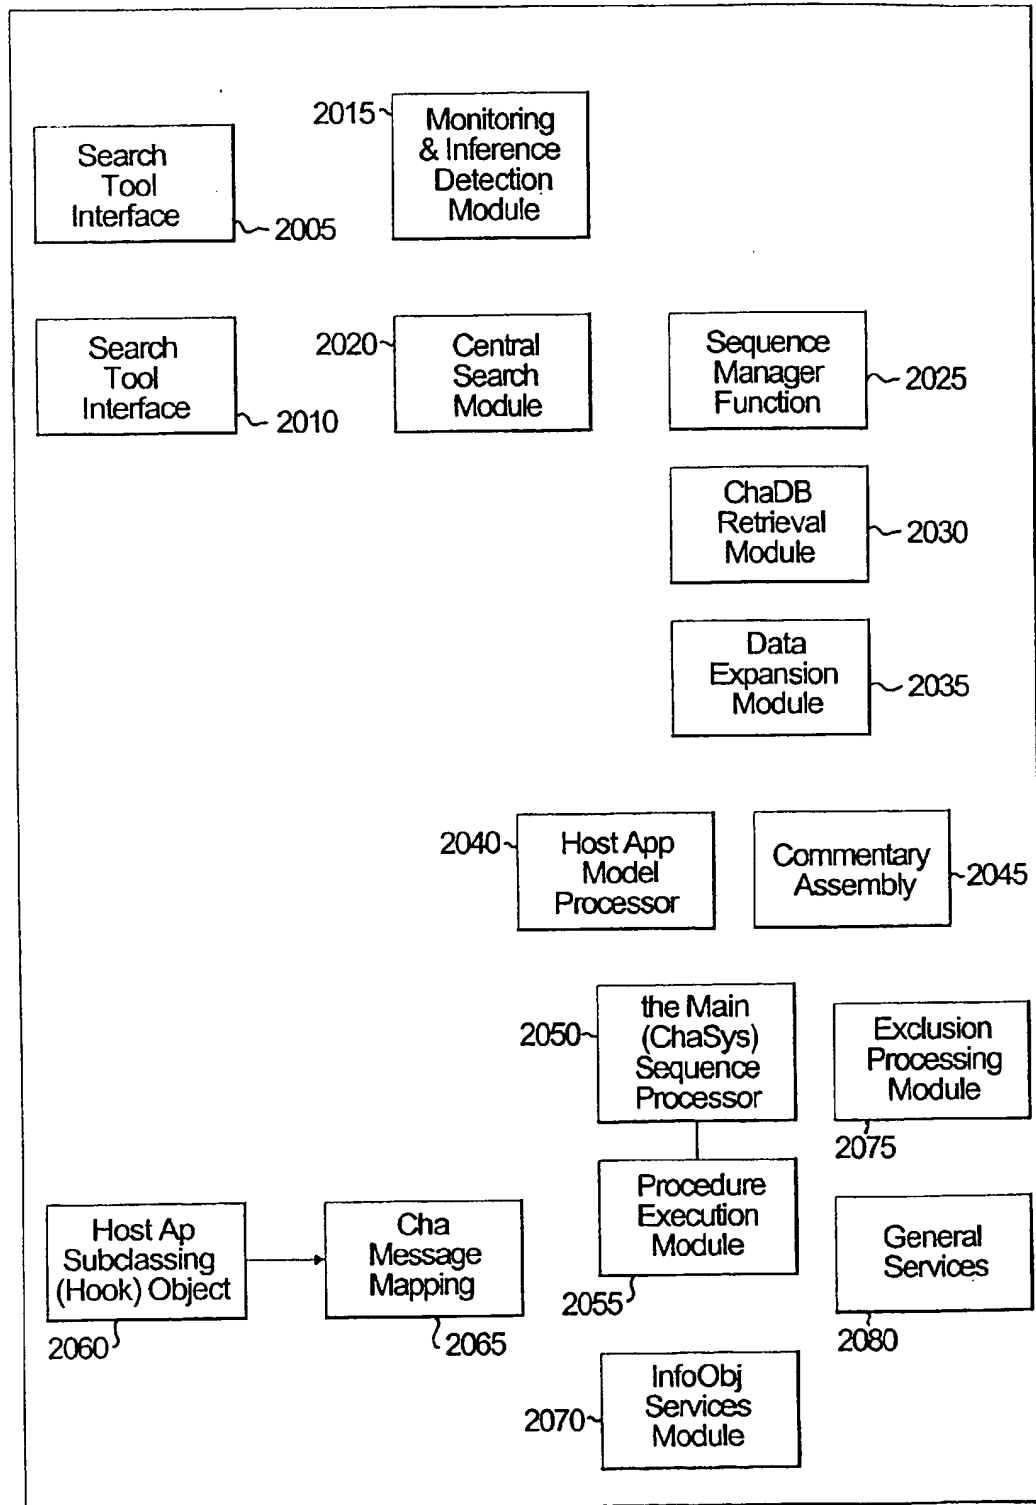 2015
Monitoring
& Inference
Detection
Module
Search
Tool
Interface
2005
Search
Tool
Interface
2010
2020
Central
Search
Module
Sequence
Manager
Function
2025
ChaDB
Retrieval
Module
2030
Data
Expansion
Module
2035
2040
Host App
Model
Processor
Commentary
Assembly
2045
2050
the Main
(ChaSys)
Sequence
Processor
Exclusion
Processing
Module
2075
Procedure
Execution
Module
2055
Host Ap
Subclassing
(Hook) Object
2060
Cha
Message
Mapping
2065
General
Services
2080
2070
InfoObj
Services
Module